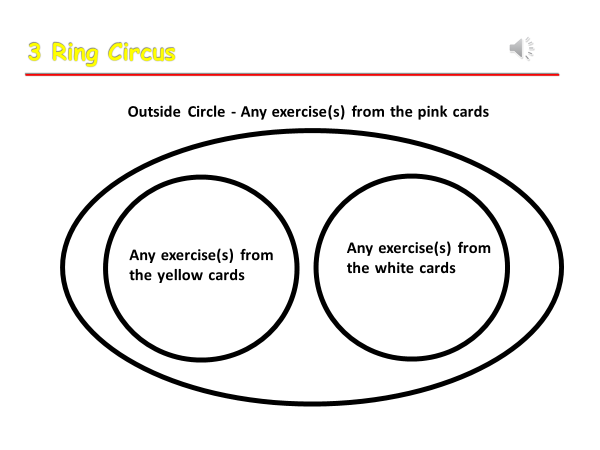 3 Ring Circus
Outside Circle - Any exercise(s) from the pink cards
Any exercise(s) from
the yellow cards
Any exercise(s) from
the white cards